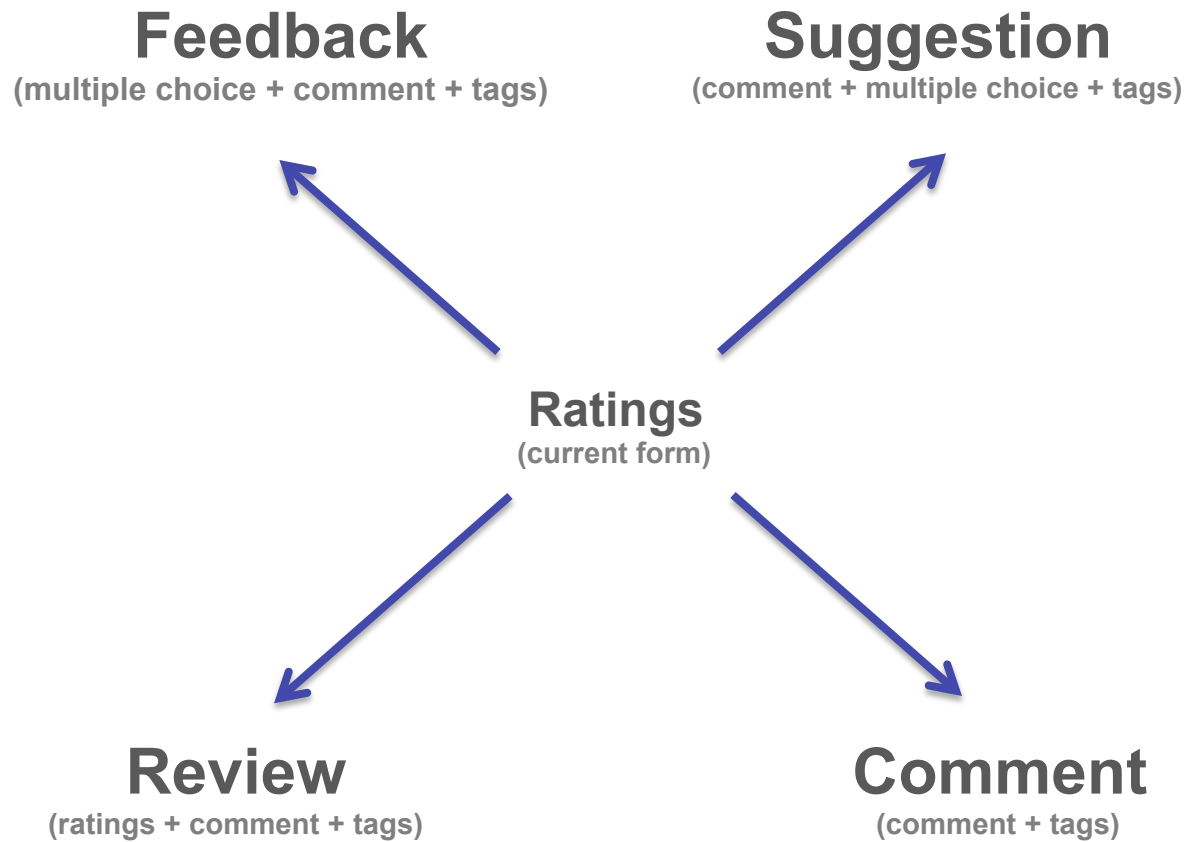 Feedback
(multiple choice + comment + tags)
Suggestion
(comment + multiple choice + tags)
Ratings
(current form)
Review
(ratings + comment + tags)
Comment
(comment + tags)